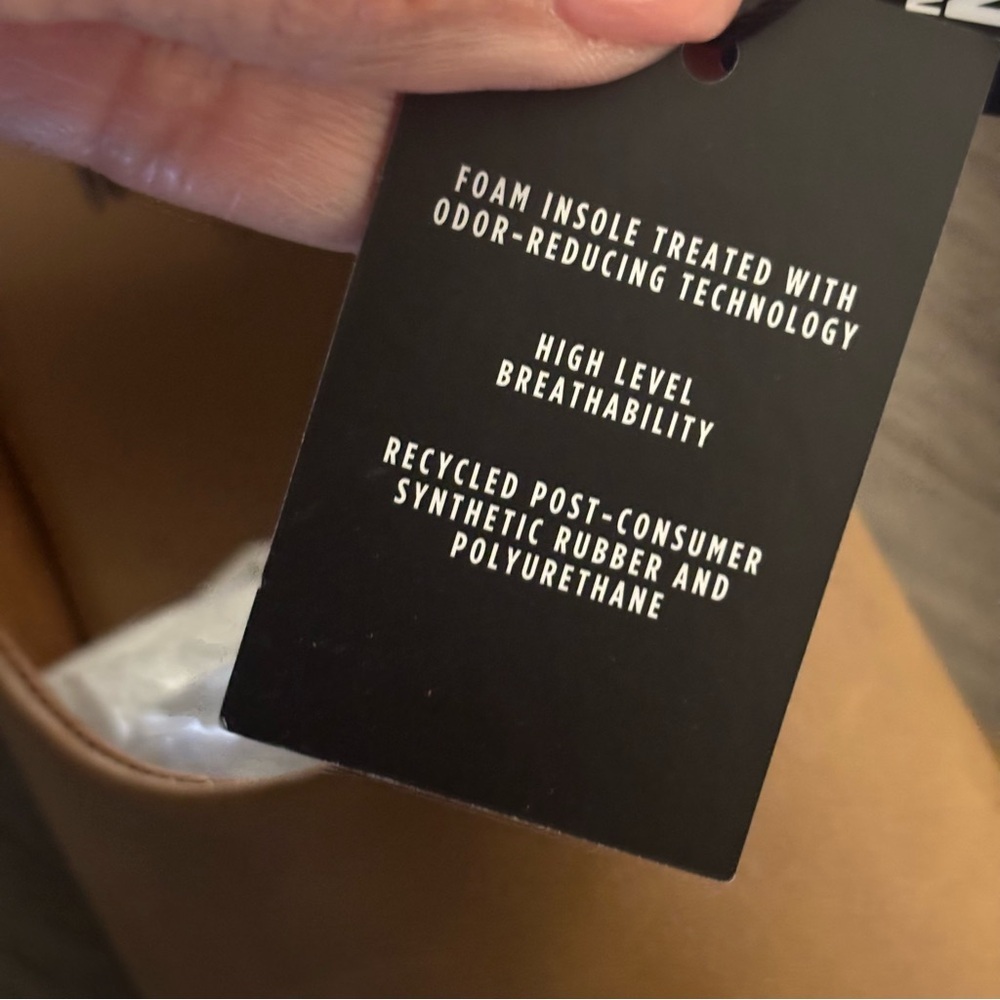 FOAM INSOLE TREATED WITH
ODOR-REDUCING TECHNOLOGY
HIGH LEVEL
BREATHABILITY
RECYCLED POST-CONSUMER
SYNTHETIC RUBBER AND
POLYURETHANE